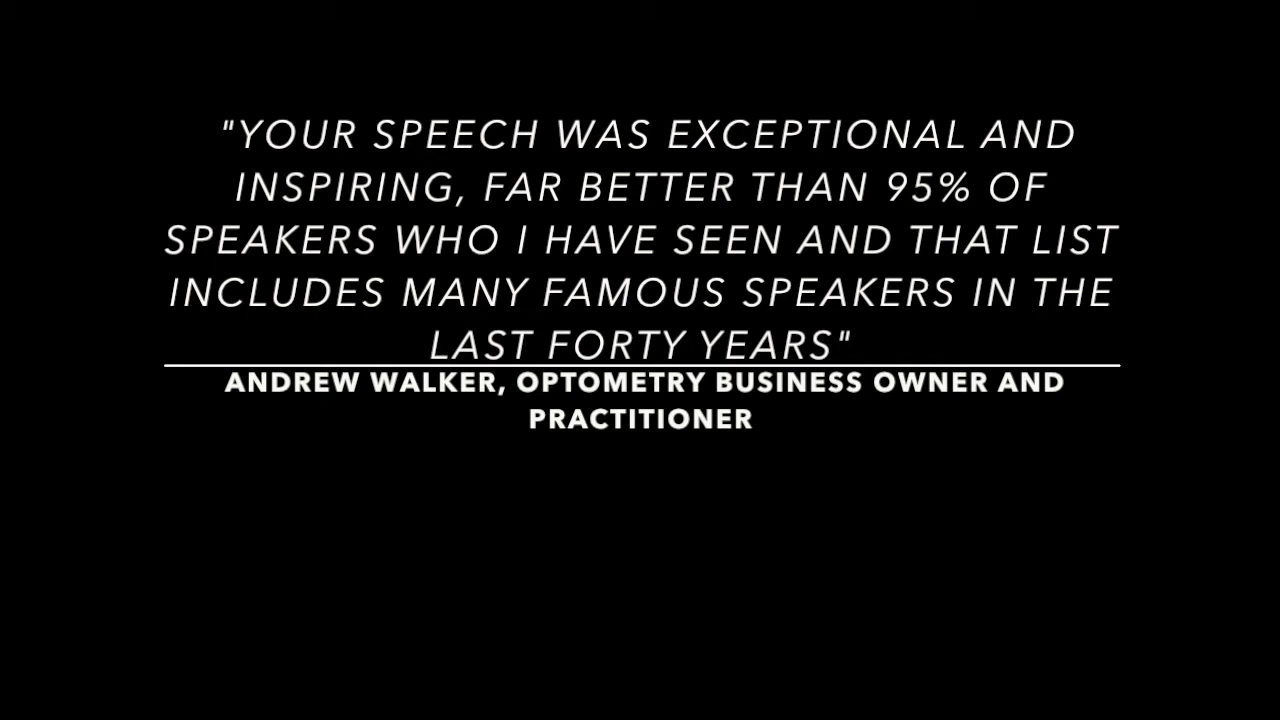 "YOUR SPEECH WAS EXCEPTIONAL AND
INSPIRING, FAR BETTER THAN 95% OF
SPEAKERS WHO I HAVE SEEN AND THAT LIST
INCLUDES MANY FAMOUS SPEAKERS IN THE
LAST FORTY YEARS"
ANDREW WALKER, OPTOMETRY BUSINESS OWNER AND
PRACTITIONER